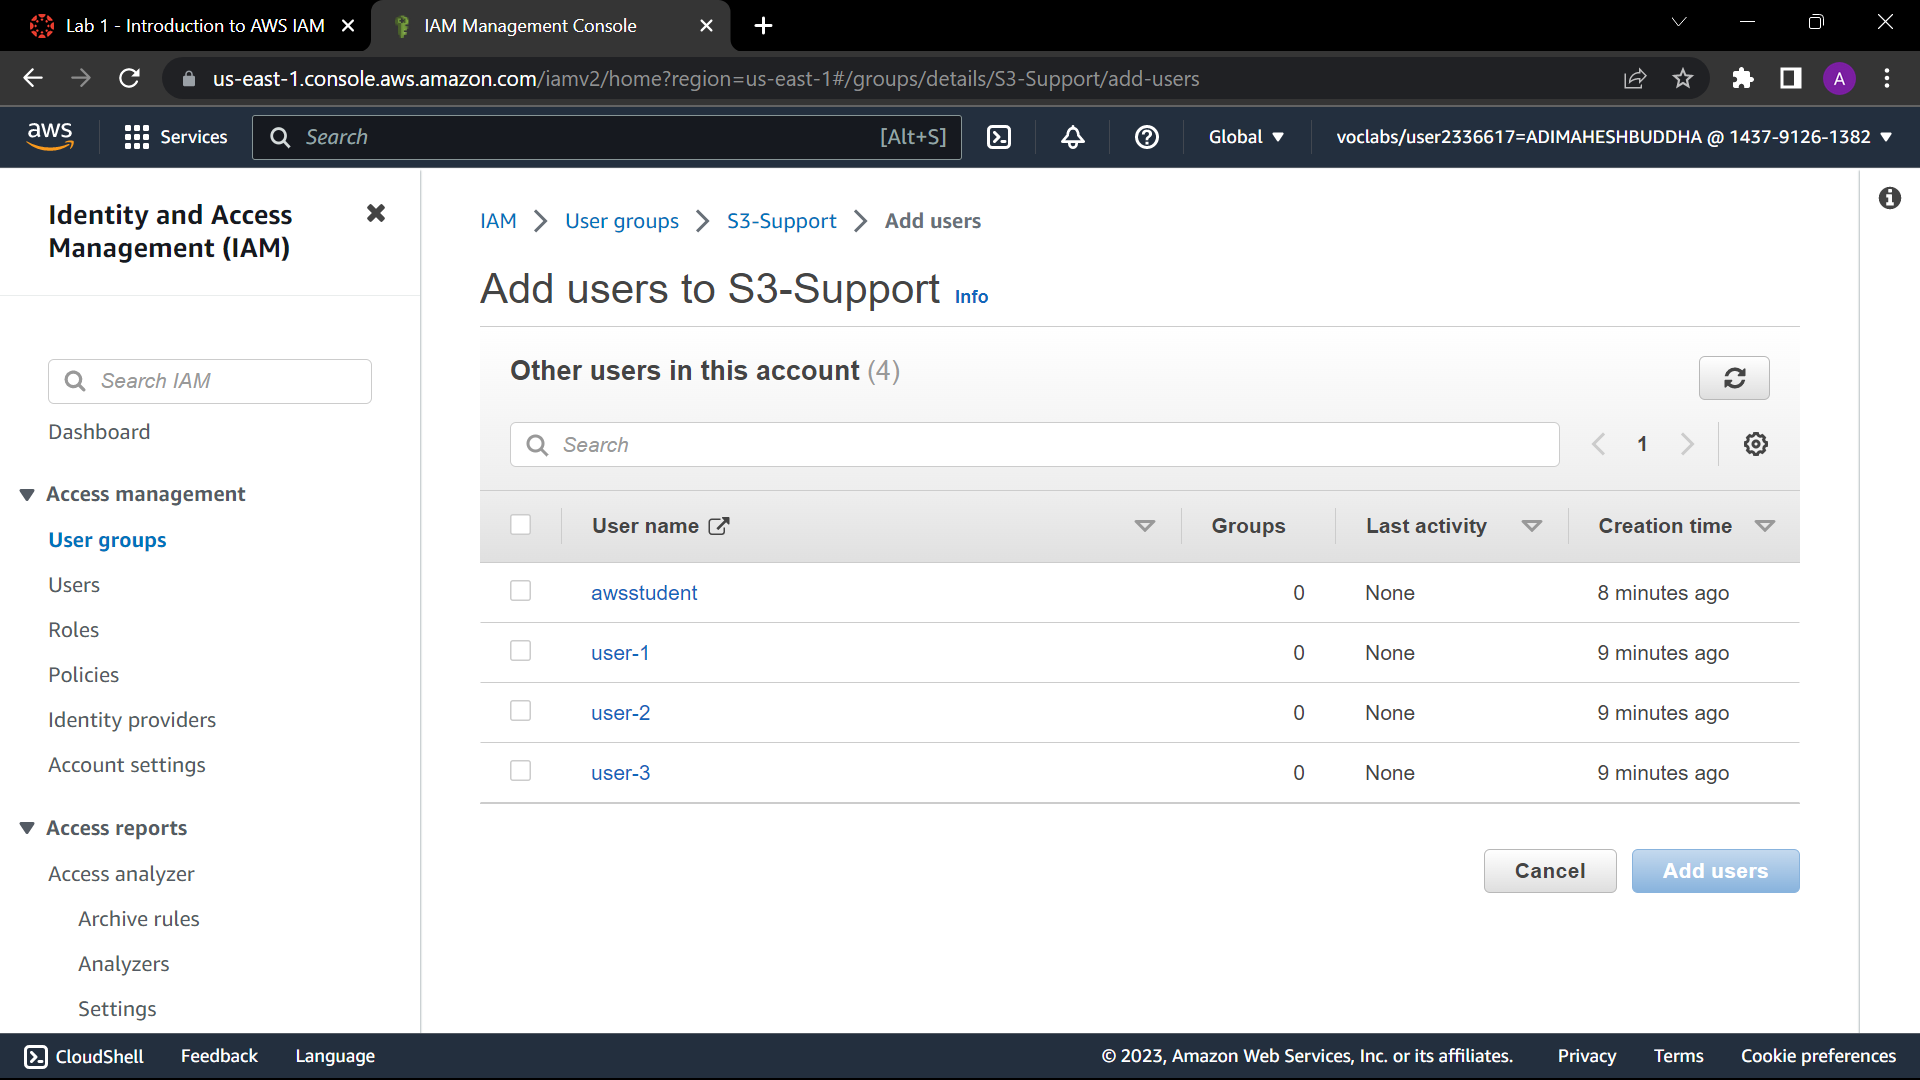 Lab 1 - Introduction to AWS IAM
IAM Management Console
us-east-1.console.aws.amazon.com/iamv2/home?region=us-east-1#/groups/details/S3-Support/add-users
A
aws
Services
Search
[Alt+S]
Global
voclabs/user2336617=ADIMAHESHBUDDHA @ 1437-9126-1382
Identity and Access
Management (IAM)
Search IAM
Dashboard
Access management
User groups
Users
Roles
Policies
Identity providers
Account settings
Access reports
Access analyzer
Archive rules
Analyzers
Settings
IAM > User groups > S3-Support > Add users
Add users to S3-Support Info
Other users in this account (4)
Search
1
User name Groups Last activity Creation time
awsstudent 0 None 8 minutes ago
user-1 0 None 9 minutes ago
user-2 0 None 9 minutes ago
user-3 0 None 9 minutes ago
Cancel Add users
CloudShell Feedback Language © 2023, Amazon Web Services, Inc. or its affiliates. Privacy Terms Cookie preferences